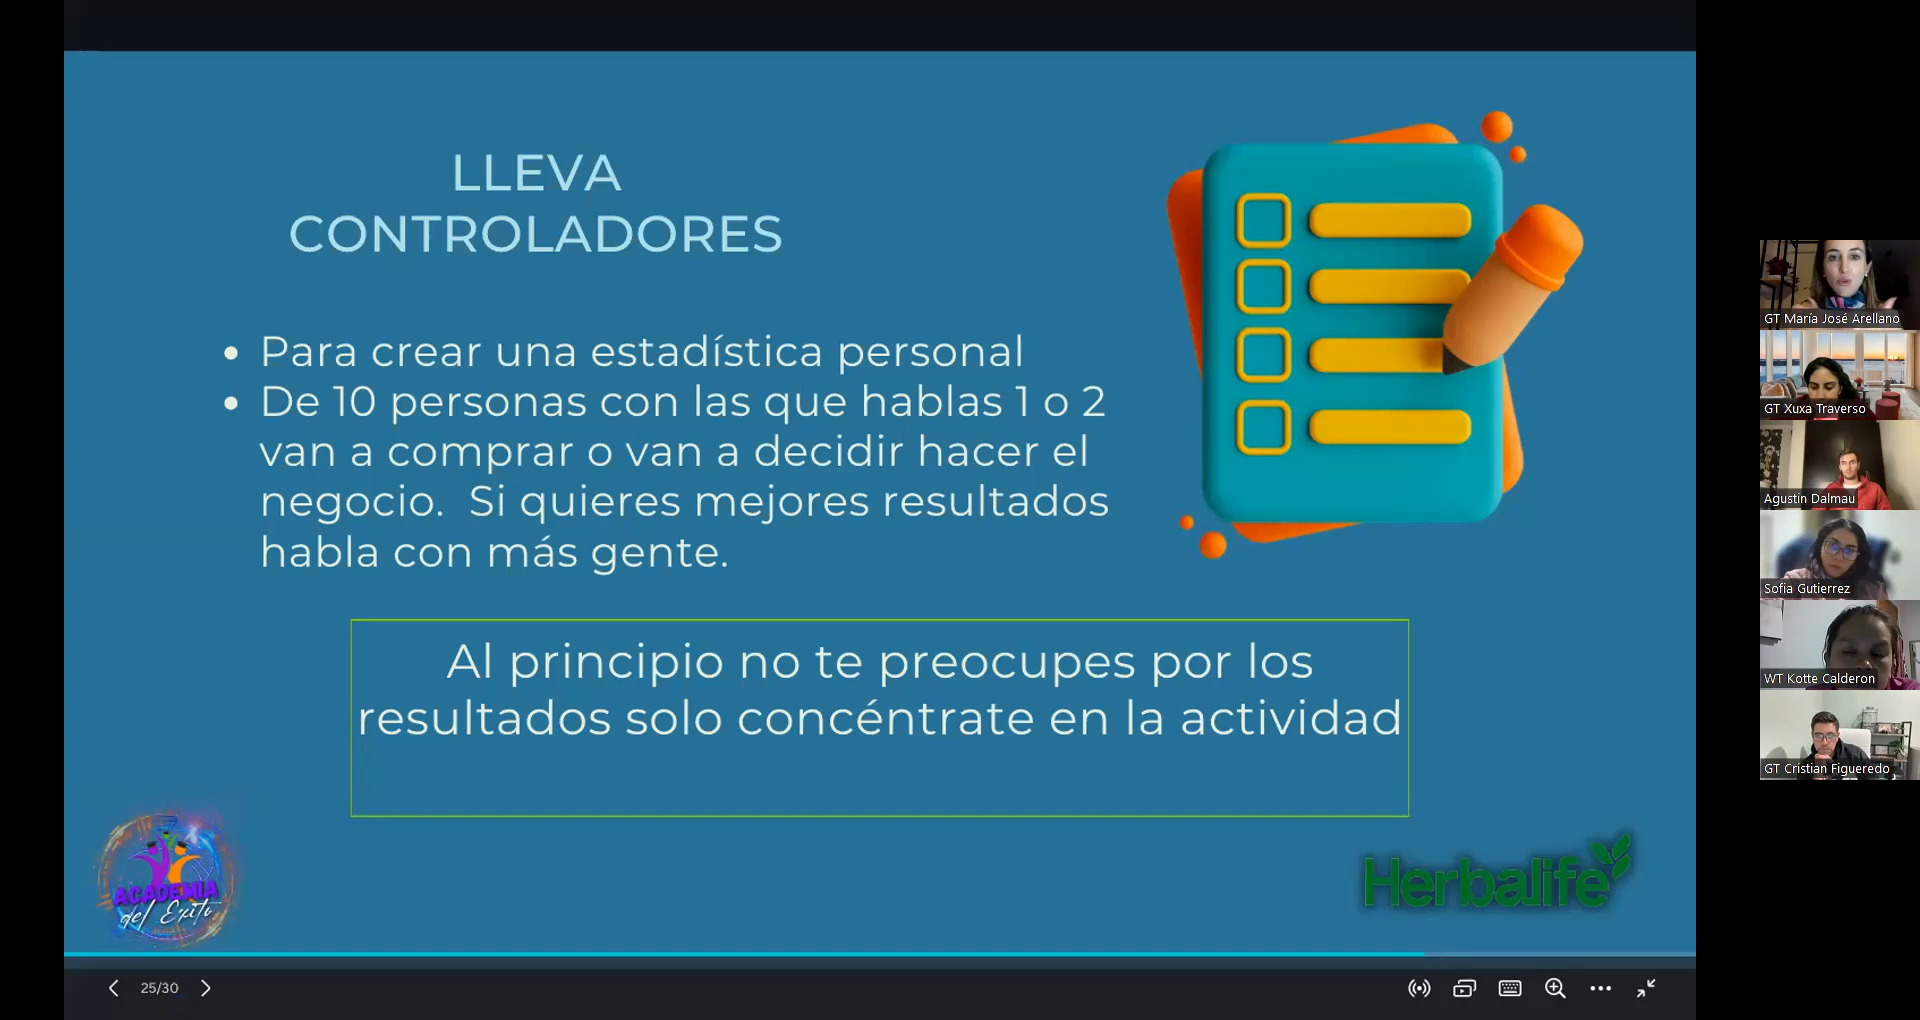 LLEVA
CONTROLADORES
Para crear una estadística personal
De 10 personas con las que hablas 1 o 2
van a comprar o van a decidir hacer el
negocio.  Si quieres mejores resultados
habla con más gente.
Al principio no te preocupes por los
resultados solo concéntrate en la actividad
ACADEMIA
del Exito
Herbalife
25/30
GT María José Arellano
GT Xuxa Traverso
Agustin Dalmau
Sofia Gutierrez
WT Kotte Calderon
GT Cristian Figueredo